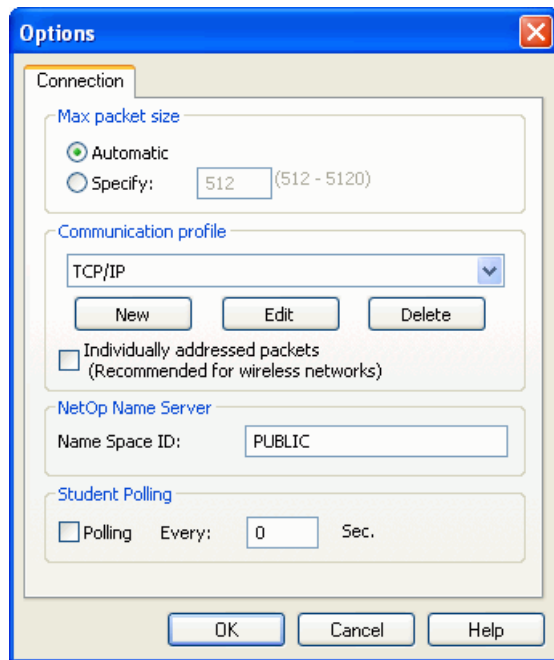 Options
Connection
Max packet size
Automatic
Specify: 512 (512 - 5120)
Communication profile
TCP/IP
New Edit Delete
Individually addressed packets
(Recommended for wireless networks)
NetOp Name Server
Name Space ID: PUBLIC
Student Polling
Polling Every: 0 Sec.
OK Cancel Help